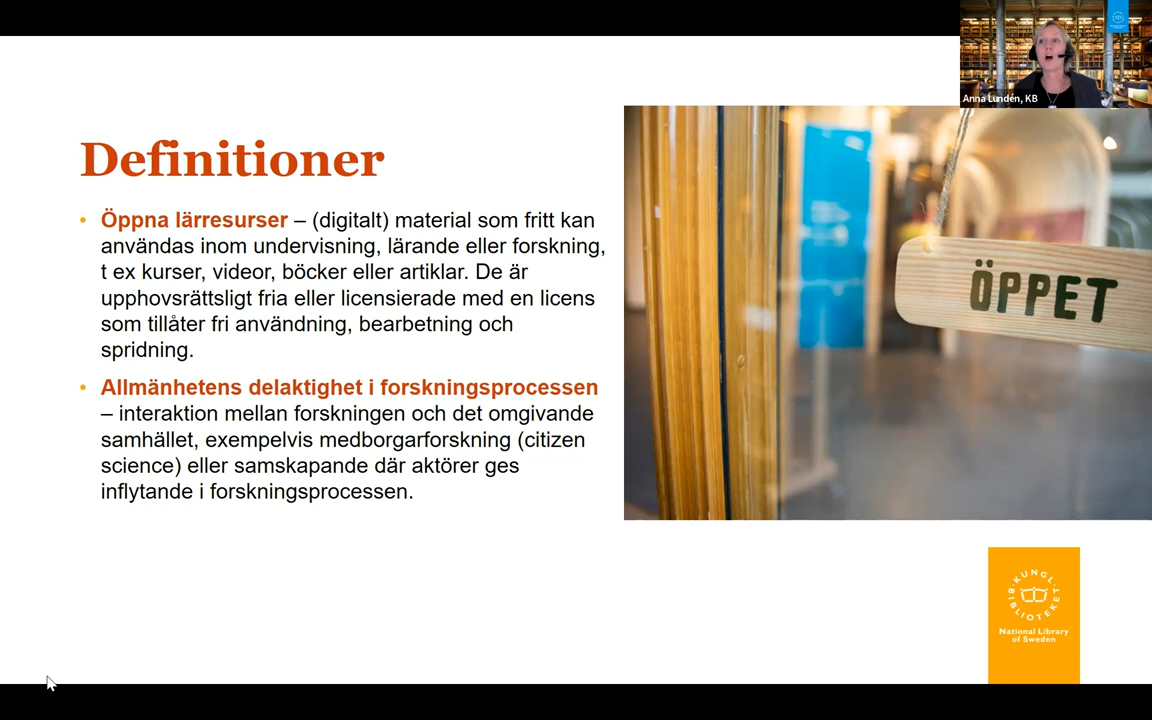 Anna Lundén, KB
Definitioner
• Öppna lärresurser – (digitalt) material som fritt kan
användas inom undervisning, lärande eller forskning,
t ex kurser, videor, böcker eller artiklar. De är
upphovsrättsligt fria eller licensierade med en licens
som tillåter fri användning, bearbetning och
spridning.
• Allmänhetens delaktighet i forskningsprocessen
– interaktion mellan forskningen och det omgivande
samhället, exempelvis medborgarforskning (citizen
science) eller samskapande där aktörer ges
inflytande i forskningsprocessen.
ÖPPET
KUNGL.
BIBLIOTEKET
National Library
of Sweden